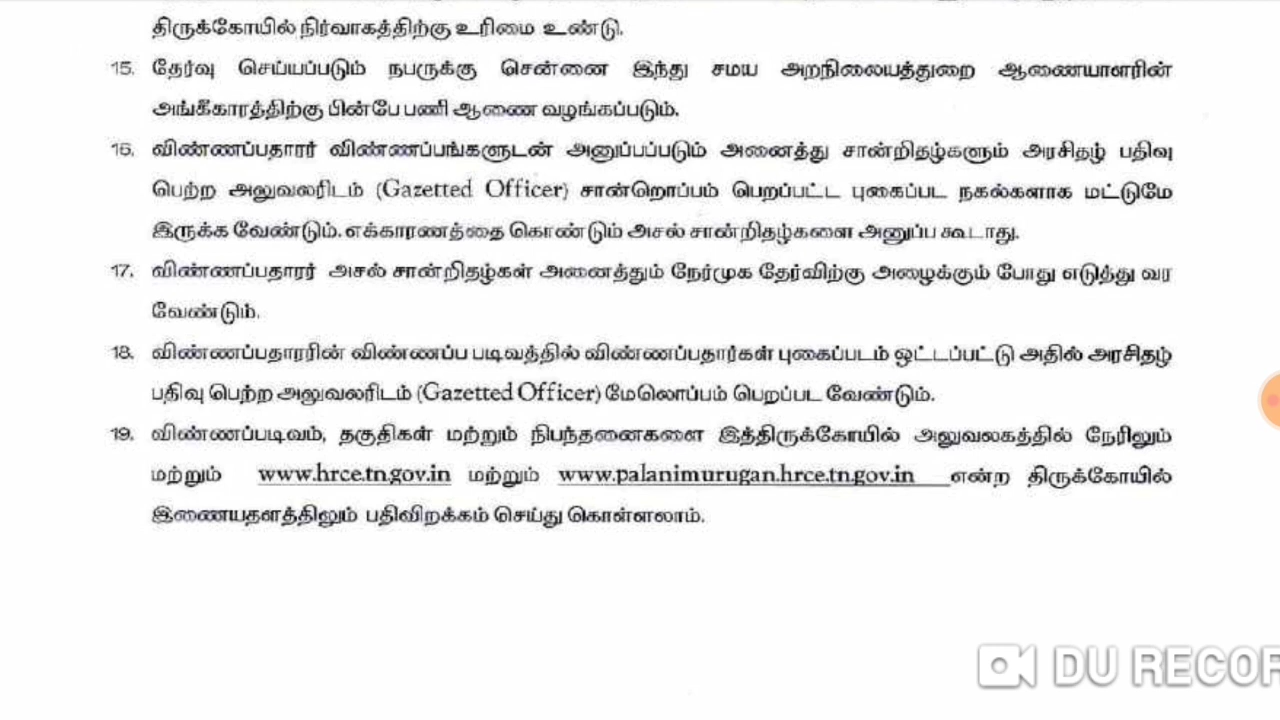 திருக்கோயில் நிர்வாகத்திற்கு உரிமை உண்டு.
15. தேர்வு செய்யப்படும் நபருக்கு சென்னை இந்து சமய அறநிலையத்துறை ஆணையாளரின்
அங்கீகாரத்திற்கு பின்பே பணி ஆணை வழங்கப்படும்.
16. விண்ணப்பதாரர் விண்ணப்பங்களுடன் அனுப்பப்படும் அனைத்து சான்றிதழ்களும் அரசிதழ் பதிவு
பெற்ற அலுவலரிடம் (Gazetted Officer) சான்றொப்பம் பெறப்பட்ட புகைப்பட நகல்களாக மட்டுமே
இருக்க வேண்டும். எக்காரணத்தை கொண்டும் அசல் சான்றிதழ்களை அனுப்ப கூடாது.
17. விண்ணப்பதாரர் அசல் சான்றிதழ்கள் அனைத்தும் நேர்முக தேர்விற்கு அழைக்கும் போது எடுத்து வர
வேண்டும்.
18. விண்ணப்பதாரரின் விண்ணப்ப படிவத்தில் விண்ணப்பதார்கள் புகைப்படம் ஒட்டப்பட்டு அதில் அரசிதழ்
பதிவு பெற்ற அலுவலரிடம் (Gazetted Officer) மேலொப்பம் பெறப்பட வேண்டும்.
19. விண்ணப்படிவம், தகுதிகள் மற்றும் நிபந்தனைகளை இத்திருக்கோயில் அலுவலகத்தில் நேரிலும்
மற்றும் www.hrce.tn.gov.in மற்றும் www.palanimurugan.hrce.tn.gov.in என்ற திருக்கோயில்
இணையதளத்திலும் பதிவிறக்கம் செய்து கொள்ளலாம்.
DU RECOR